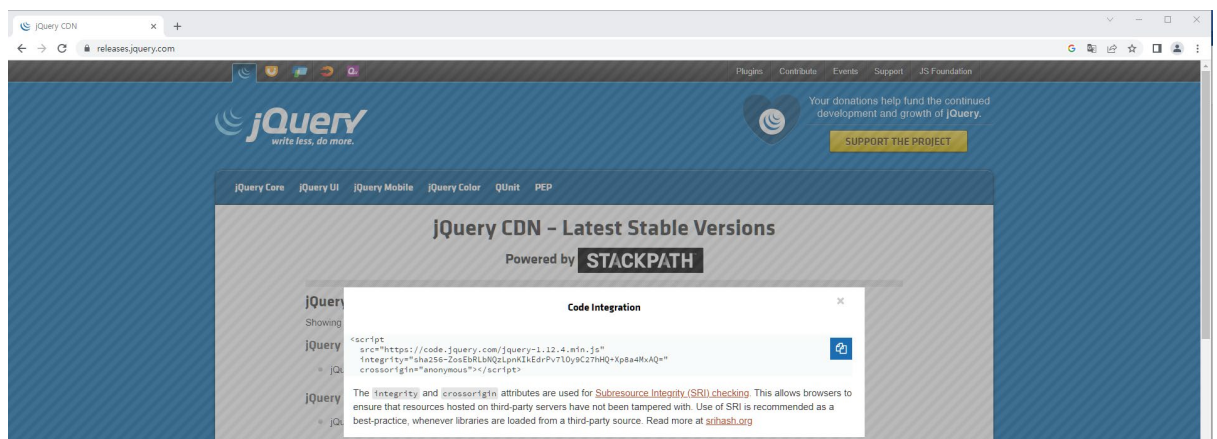 jQuery CDN
releases.jquery.com
Plugins Contribute Events Support JS Foundation
jQuery
write less, do more.
Your donations help fund the continued
development and growth of jQuery.
SUPPORT THE PROJECT
jQuery Core jQuery UI jQuery Mobile jQuery Color QUnit PEP
jQuery CDN – Latest Stable Versions
Powered by STACKPATH
jQuery
Showing
jQuery
jQu
jQuery
jQu
Code Integration
<script
src="https://code.jquery.com/jquery-1.12.4.min.js"
integrity="sha256-ZosEbRLbNQzLpnKIkEdrPv7lOy9C27hHQ+Xp8a4MxAQ="
crossorigin="anonymous"></script>
The integrity and crossorigin attributes are used for Subresource Integrity (SRI) checking. This allows browsers to
ensure that resources hosted on third-party servers have not been tampered with. Use of SRI is recommended as a
best-practice, whenever libraries are loaded from a third-party source. Read more at srihash.org